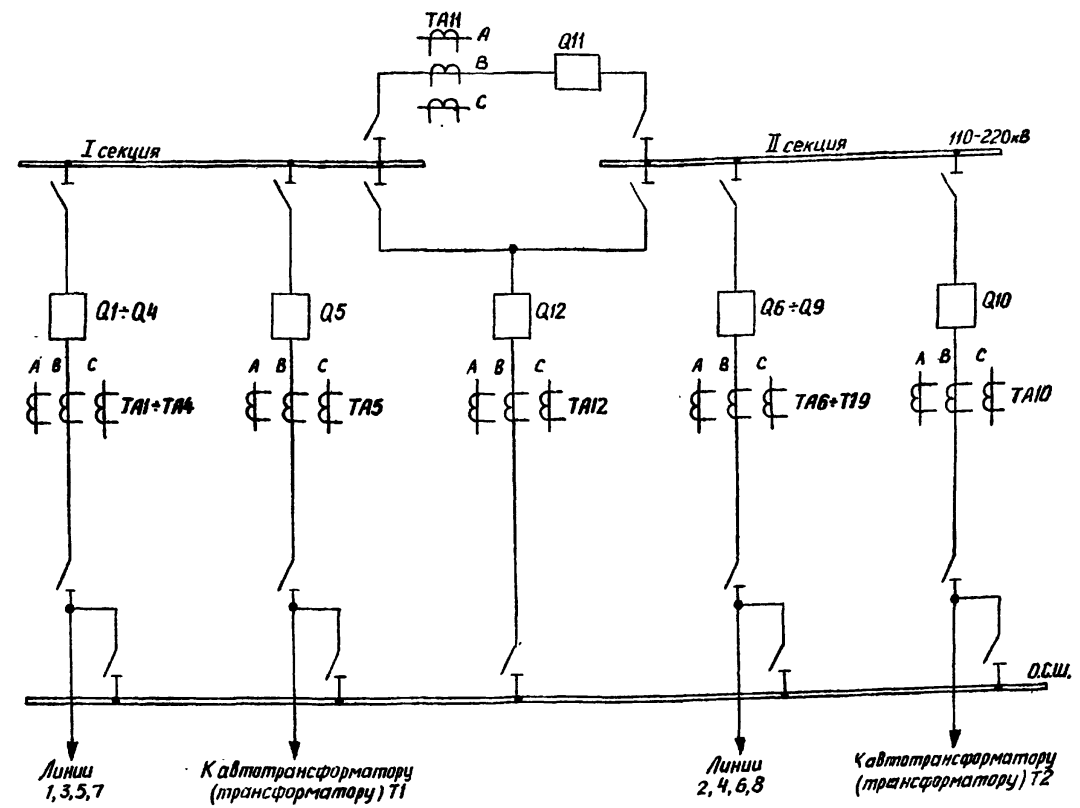 TA11
A
B
C
Q11
I секция
II секция
110-220кВ
Q1÷Q4
Q5
Q12
Q6÷Q9
Q10
A B C
TA1÷TA4
A B C
TA5
A B C
TA12
A B C
TA6÷TA9
A B C
TA10
О.С.Ш.
Линии
1,3,5,7
К автотрансформатору
(трансформатору) T1
Линии
2,4,6,8
К автотрансформатору
(трансформатору) T2